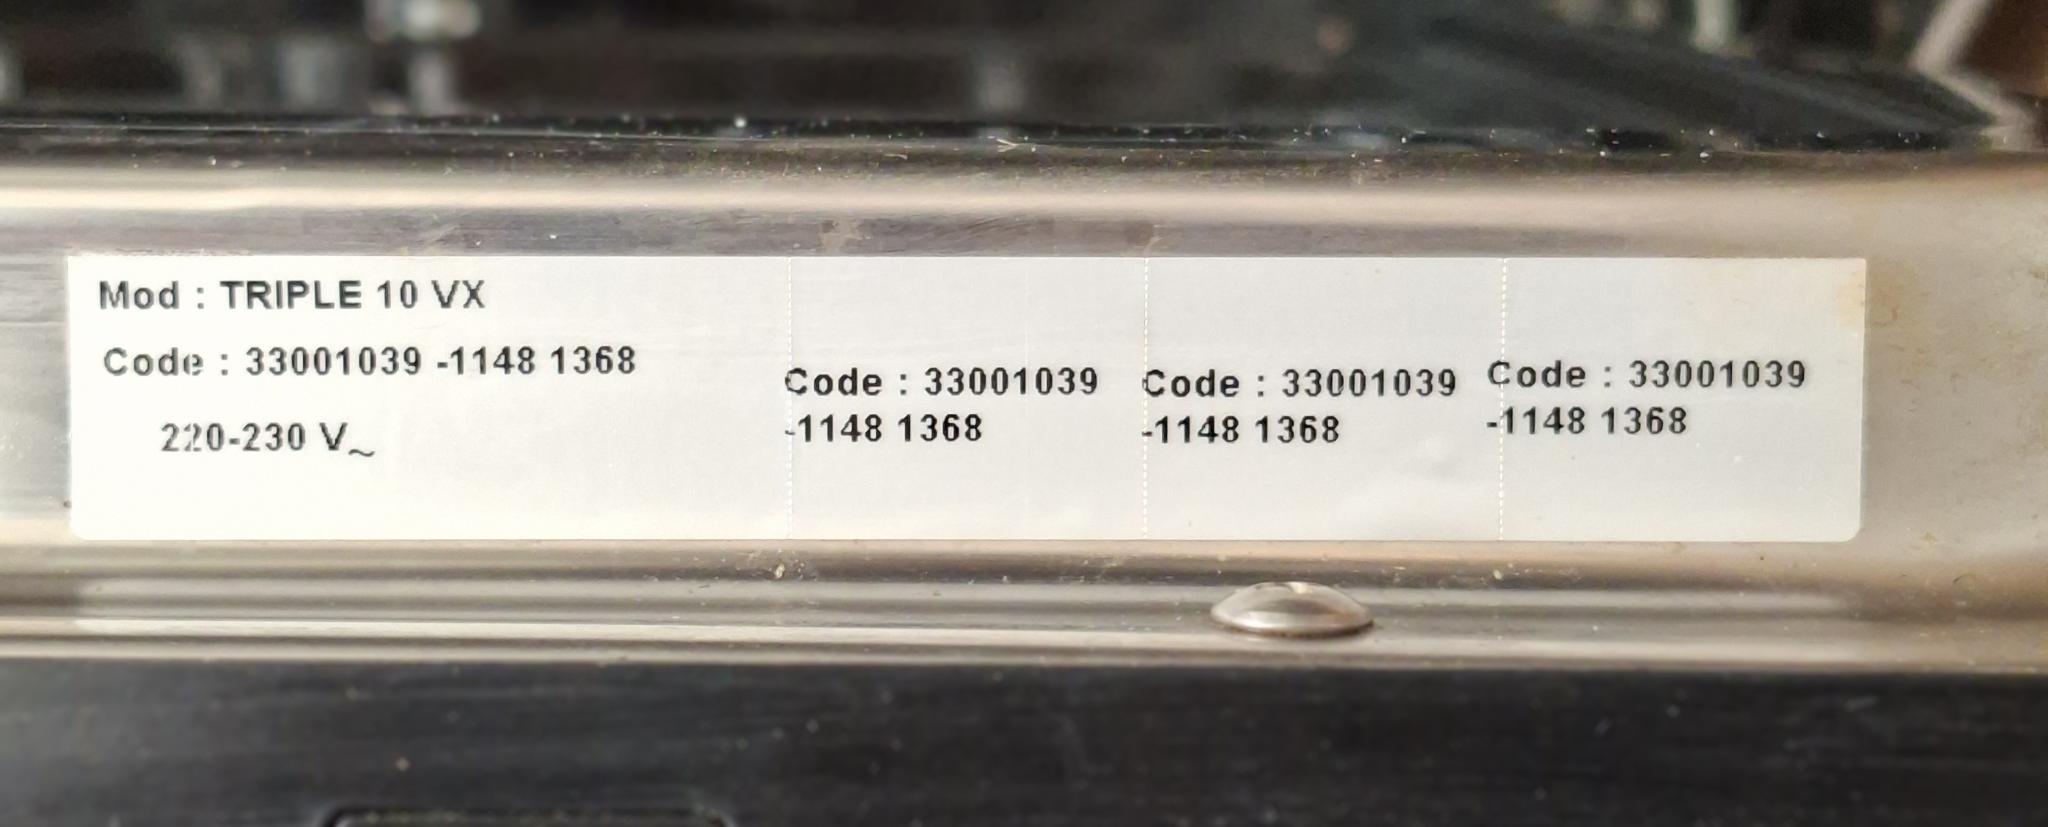 Mod : TRIPLE 10 VX
Code : 33001039 -1148 1368
220-230 V~
Code : 33001039
-1148 1368
Code : 33001039
-1148 1368
Code : 33001039
-1148 1368